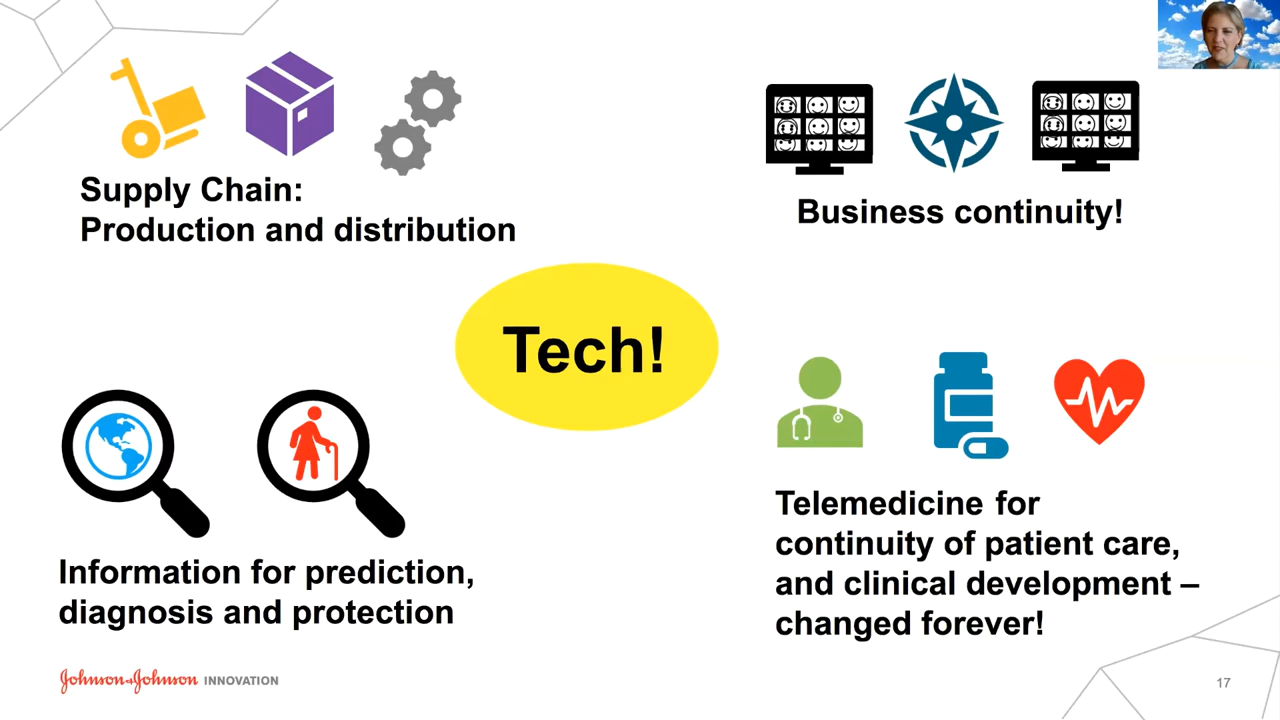 Supply Chain:
Production and distribution
Business continuity!
Tech!
Information for prediction,
diagnosis and protection
Telemedicine for
continuity of patient care,
and clinical development –
changed forever!
Johnson&Johnson INNOVATION
17